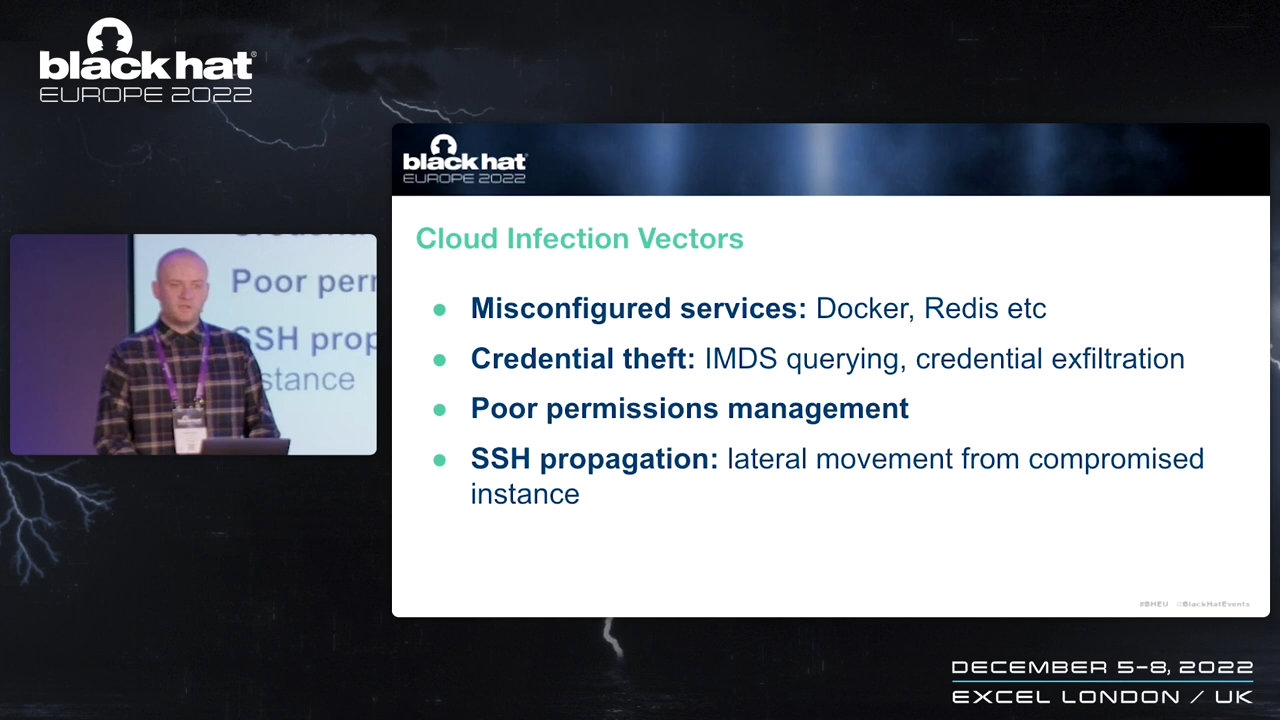 black hat®
EUROPE 2022
black hat®
EUROPE 2022
Cloud Infection Vectors
● Misconfigured services: Docker, Redis etc
● Credential theft: IMDS querying, credential exfiltration
● Poor permissions management
● SSH propagation: lateral movement from compromised
instance
#BHEU @BlackHatEvents
Poor perr
SSH prop
stance
DECEMBER 5-8, 2022
EXCEL LONDON / UK